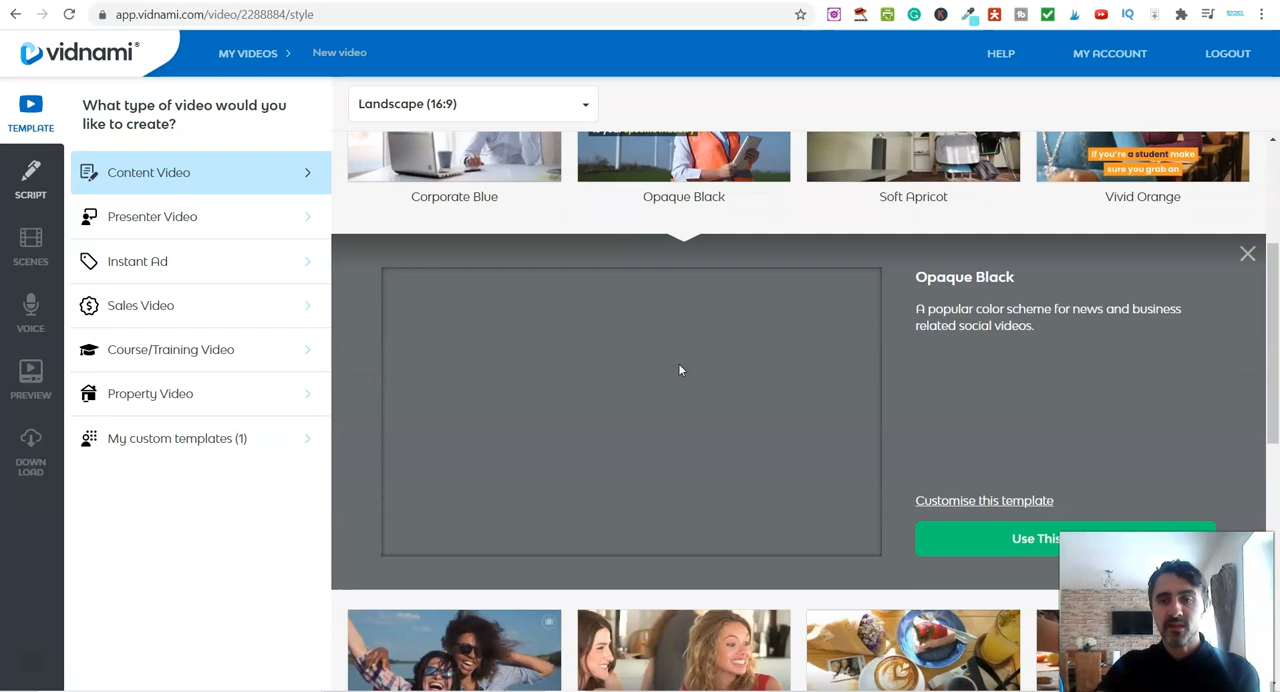 app.vidnami.com/video/2288884/style
vidnami®
MY VIDEOS
New video
HELP
MY ACCOUNT
LOGOUT
TEMPLATE
SCRIPT
SCENES
VOICE
PREVIEW
DOWN
LOAD
What type of video would you
like to create?
Content Video
Presenter Video
Instant Ad
Sales Video
Course/Training Video
Property Video
My custom templates (1)
Landscape (16:9)
If you're a student make
sure you grab an
Corporate Blue
Opaque Black
Soft Apricot
Vivid Orange
Opaque Black
A popular color scheme for news and business
related social videos.
Customise this template
Use This